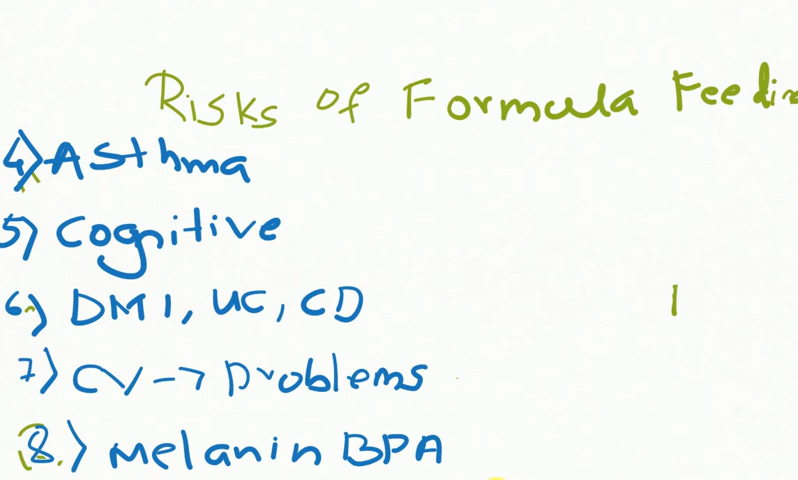 Risks of Formula Feedin
4) Asthma
5) Cognitive
6) DM1, UC, CD
7) CV -> problems
8.) Melanin BPA